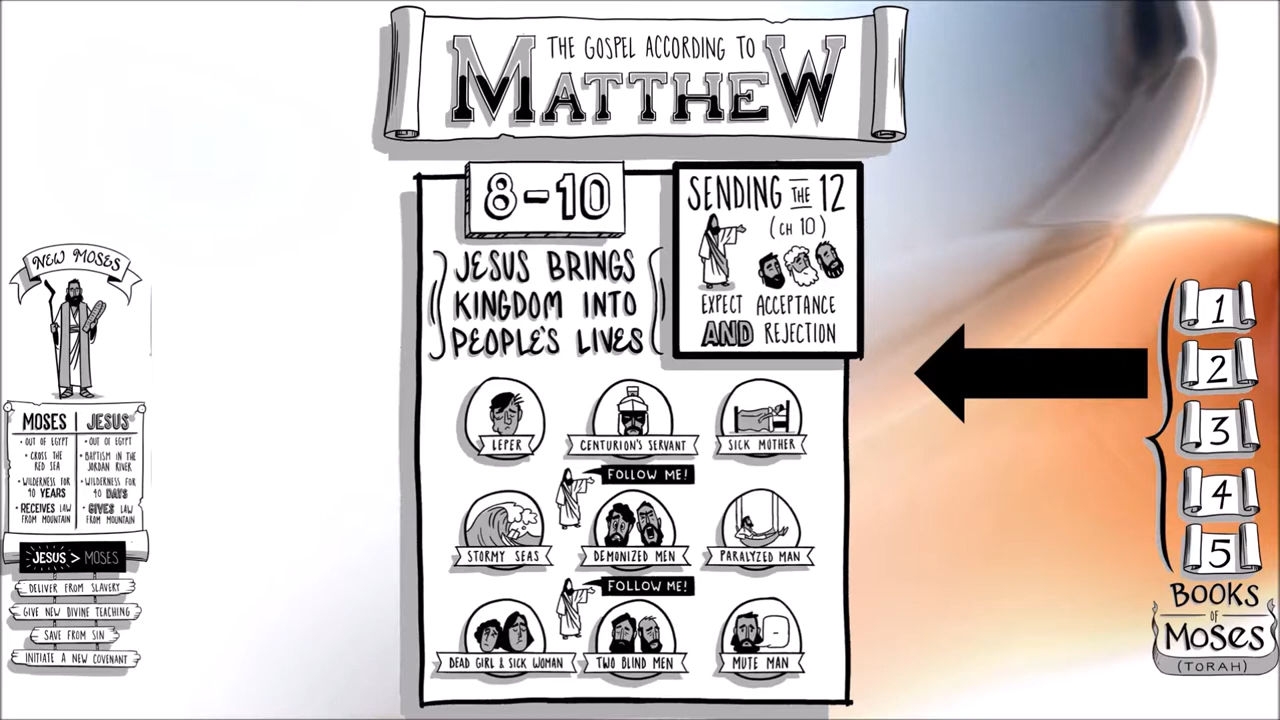 THE GOSPEL ACCORDING TO
MATTHEW
8-10
JESUS BRINGS
KINGDOM INTO
PEOPLE'S LIVES
SENDING THE 12
(CH 10)
EXPECT ACCEPTANCE
AND REJECTION
LEPER
CENTURION'S SERVANT
SICK MOTHER
FOLLOW ME!
STORMY SEAS
DEMONIZED MEN
PARALYZED MAN
FOLLOW ME!
DEAD GIRL & SICK WOMAN
TWO BLIND MEN
MUTE MAN
NEW MOSES
MOSES | JESUS
• OUT OF EGYPT
• CROSS THE
RED SEA
• WILDERNESS FOR
40 YEARS
• RECEIVES LAW
FROM MOUNTAIN
• OUT OF EGYPT
• BAPTISM IN THE
JORDAN RIVER
• WILDERNESS FOR
40 DAYS
• GIVES LAW
FROM MOUNTAIN
JESUS > MOSES
DELIVER FROM SLAVERY
GIVE NEW DIVINE TEACHING
SAVE FROM SIN
INITIATE A NEW COVENANT
1
2
3
4
5
BOOKS
OF
MOSES
(TORAH)